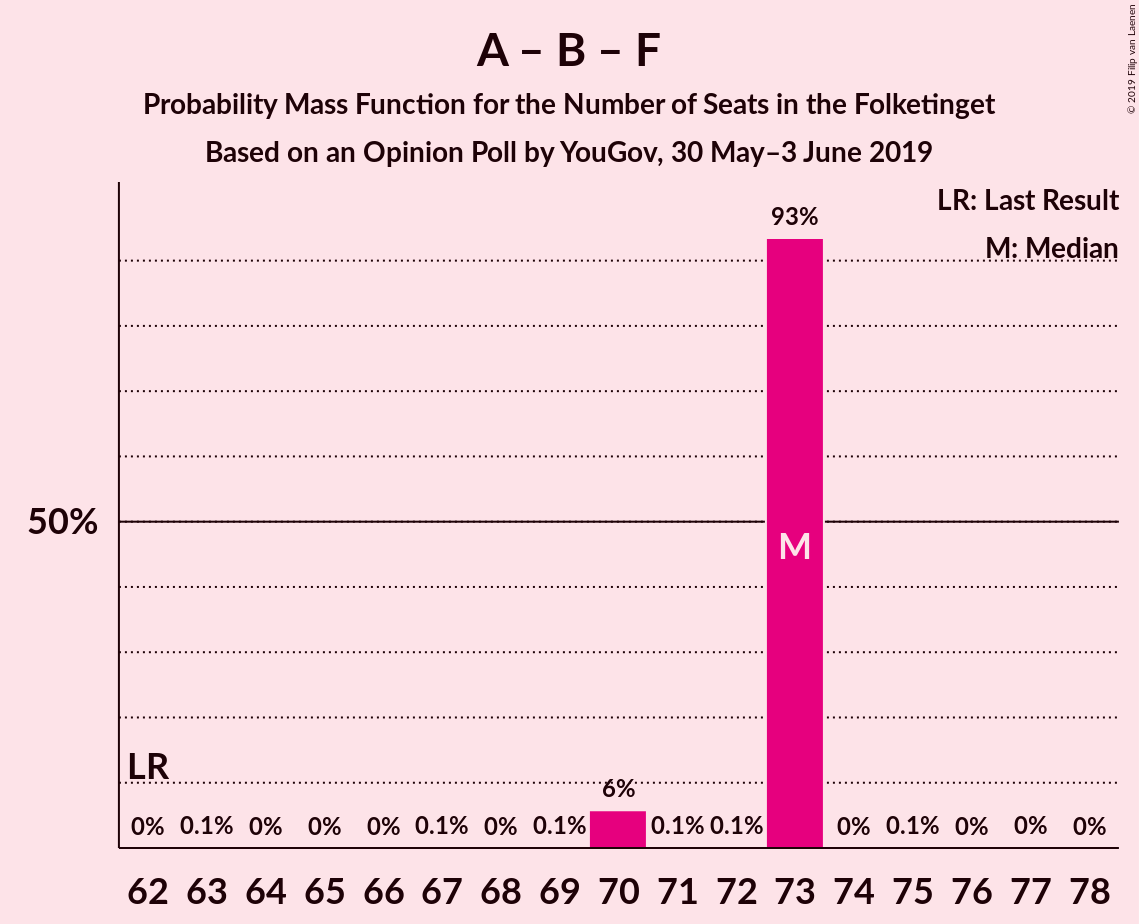 A – B – F
Probability Mass Function for the Number of Seats in the Folketinget
Based on an Opinion Poll by YouGov, 30 May–3 June 2019
© 2019 Filip van Laenen
LR: Last Result
M: Median
93%
50%
M
LR
6%
0% 0.1% 0% 0% 0% 0.1% 0% 0.1% 0.1% 0.1% 0% 0.1% 0% 0% 0%
62 63 64 65 66 67 68 69 70 71 72 73 74 75 76 77 78